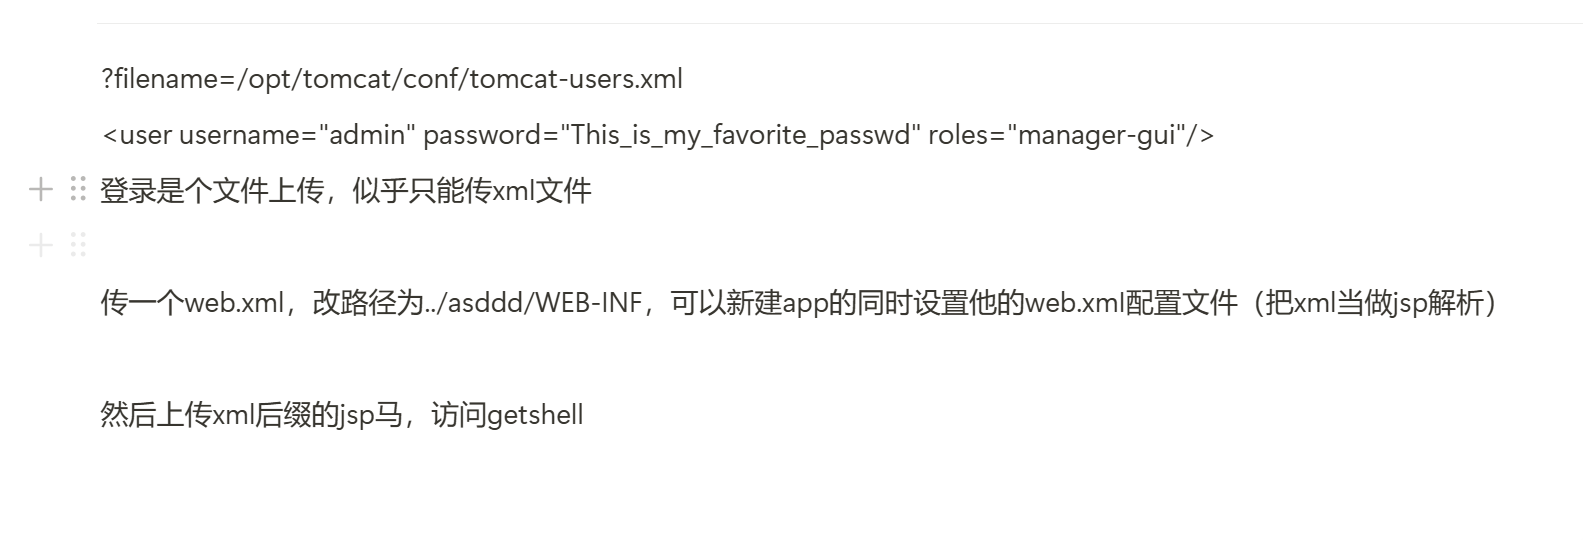 ?filename=/opt/tomcat/conf/tomcat-users.xml
<user username="admin" password="This_is_my_favorite_passwd" roles="manager-gui"/>
登录是个文件上传，似乎只能传xml文件
传一个web.xml，改路径为../asddd/WEB-INF，可以新建app的同时设置他的web.xml配置文件（把xml当做jsp解析）
然后上传xml后缀的jsp马，访问getshell